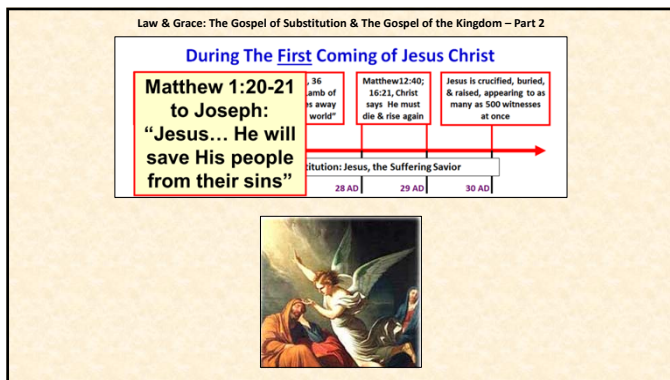 Law & Grace: The Gospel of Substitution & The Gospel of the Kingdom – Part 2
During The First Coming of Jesus Christ
Matthew 1:20-21
to Joseph:
“Jesus… He will
save His people
from their sins”
, 36
amb of
s away
world”
Matthew12:40;
16:21, Christ
says He must
die & rise again
Jesus is crucified, buried,
& raised, appearing to as
many as 500 witnesses
at once
titution: Jesus, the Suffering Savior
28 AD
29 AD
30 AD